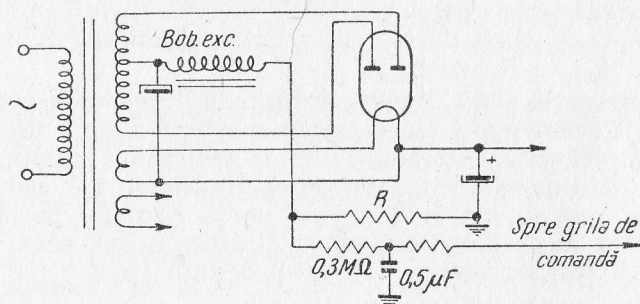 Bob. exc.
~
+
R
Spre grila de
comandă
0,3MΩ
0,5μF